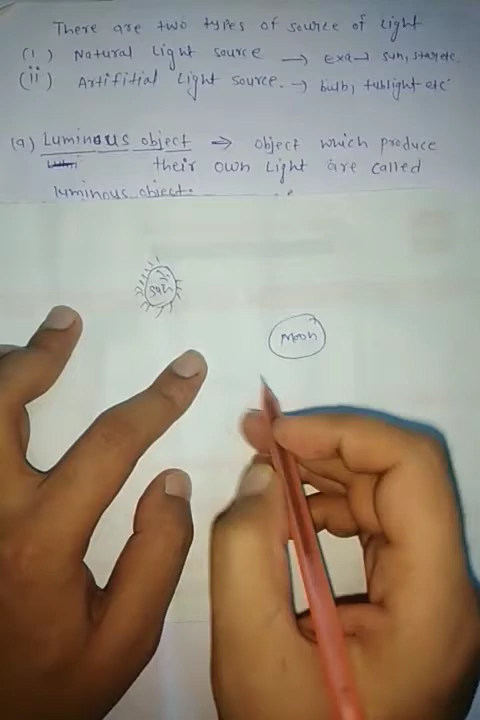 There are two types of source of light
(i) Natural light source → exa→ sun, star etc.
(ii) Artifitial light source. → bulb, tublight etc
(a) Luminous object → object which produce
their own light are called
luminous object.
sun
Moon